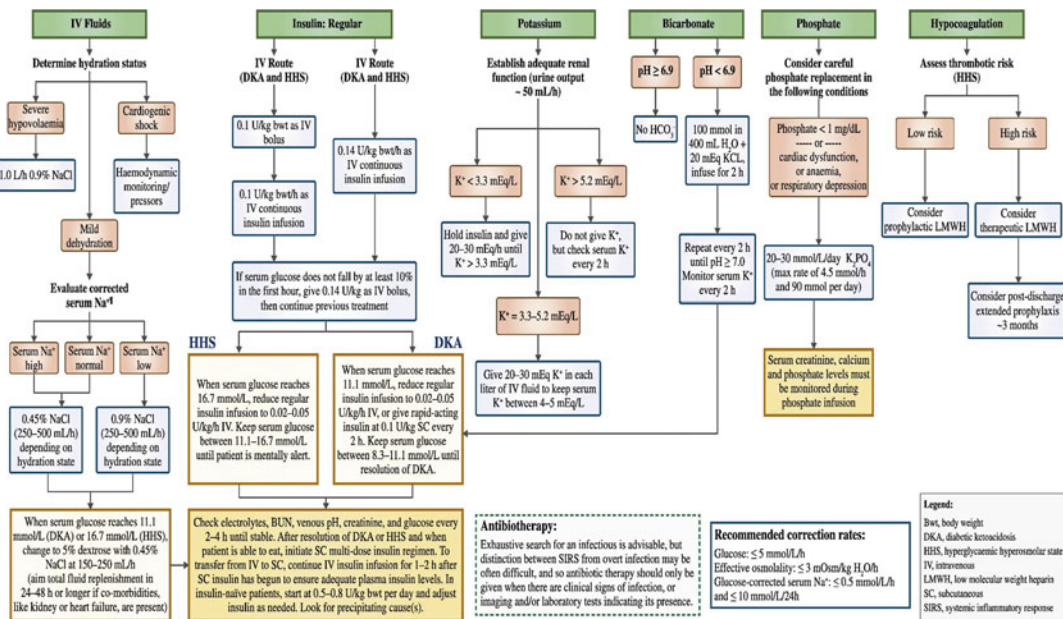 IV Fluids
Determine hydration status
Severe
hypovolaemia
Cardiogenic
shock
1.0 L/h 0.9% NaCl
Haemodynamic
monitoring/
pressors
Mild
dehydration
Evaluate corrected
serum Na⁺¶
Serum Na⁺
high
Serum Na⁺
normal
Serum Na⁺
low
0.45% NaCl
(250–500 mL/h)
depending on
hydration state
0.9% NaCl
(250–500 mL/h)
depending on
hydration state
When serum glucose reaches 11.1
mmol/L (DKA) or 16.7 mmol/L (HHS),
change to 5% dextrose with 0.45%
NaCl at 150–250 mL/h
(aim total fluid replenishment in
24–48 h or longer if co-morbidities,
like kidney or heart failure, are present)
Insulin: Regular
IV Route
(DKA and HHS)
IV Route
(DKA and HHS)
0.1 U/kg bwt as IV
bolus
0.14 U/kg bwt/h as
IV continuous
insulin infusion
0.1 U/kg bwt/h as
IV continuous
insulin infusion
If serum glucose does not fall by at least 10%
in the first hour, give 0.14 U/kg as IV bolus,
then continue previous treatment
HHS
DKA
When serum glucose reaches
16.7 mmol/L, reduce regular
insulin infusion to 0.02–0.05
U/kg/h IV. Keep serum glucose
between 11.1–16.7 mmol/L
until patient is mentally alert.
When serum glucose reaches
11.1 mmol/L, reduce regular
insulin infusion to 0.02–0.05
U/kg/h IV, or give rapid-acting
insulin at 0.1 U/kg SC every
2 h. Keep serum glucose
between 8.3–11.1 mmol/L until
resolution of DKA.
Check electrolytes, BUN, venous pH, creatinine, and glucose every
2–4 h until stable. After resolution of DKA or HHS and when
patient is able to eat, initiate SC multi-dose insulin regimen. To
transfer from IV to SC, continue IV insulin infusion for 1–2 h after
SC insulin has begun to ensure adequate plasma insulin levels. In
insulin-naïve patients, start at 0.5–0.8 U/kg bwt per day and adjust
insulin as needed. Look for precipitating cause(s).
Potassium
Establish adequate renal
function (urine output
~ 50 mL/h)
K⁺ < 3.3 mEq/L
K⁺ > 5.2 mEq/L
Hold insulin and give
20–30 mEq/h until
K⁺ > 3.3 mEq/L
Do not give K⁺,
but check serum K⁺
every 2 h
K⁺ = 3.3–5.2 mEq/L
Give 20–30 mEq K⁺ in each
liter of IV fluid to keep serum
K⁺ between 4–5 mEq/L
Bicarbonate
pH ≥ 6.9
pH < 6.9
No HCO₃⁻
100 mmol in
400 mL H₂O +
20 mEq KCL,
infuse for 2 h
Repeat every 2 h
until pH ≥ 7.0
Monitor serum K⁺
every 2 h
Phosphate
Consider careful
phosphate replacement in
the following conditions
Phosphate < 1 mg/dL
----- or -----
cardiac dysfunction,
or anaemia,
or respiratory depression
20–30 mmol/L/day K₂PO₄
(max rate of 4.5 mmol/h
and 90 mmol per day)
Serum creatinine, calcium
and phosphate levels must
be monitored during
phosphate infusion
Hypocoagulation
Assess thrombotic risk
(HHS)
Low risk
High risk
Consider
prophylactic LMWH
Consider
therapeutic LMWH
Consider post-discharge
extended prophylaxis
~3 months
Antibiotherapy:
Exhaustive search for an infectious is advisable, but
distinction between SIRS from overt infection may be
often difficult, and so antibiotic therapy should only be
given when there are clinical signs of infection, or
imaging and/or laboratory tests indicating its presence.
Recommended correction rates:
Glucose: ≤ 5 mmol/L/h
Effective osmolality: ≤ 3 mOsm/kg H₂O/h
Glucose-corrected serum Na⁺: ≤ 0.5 mmol/L/h
and ≤ 10 mmol/L/24h
Legend:
Bwt, body weight
DKA, diabetic ketoacidosis
HHS, hyperglycaemic hyperosmolar state
IV, intravenous
LMWH, low molecular weight heparin
SC, subcutaneous
SIRS, systemic inflammatory response